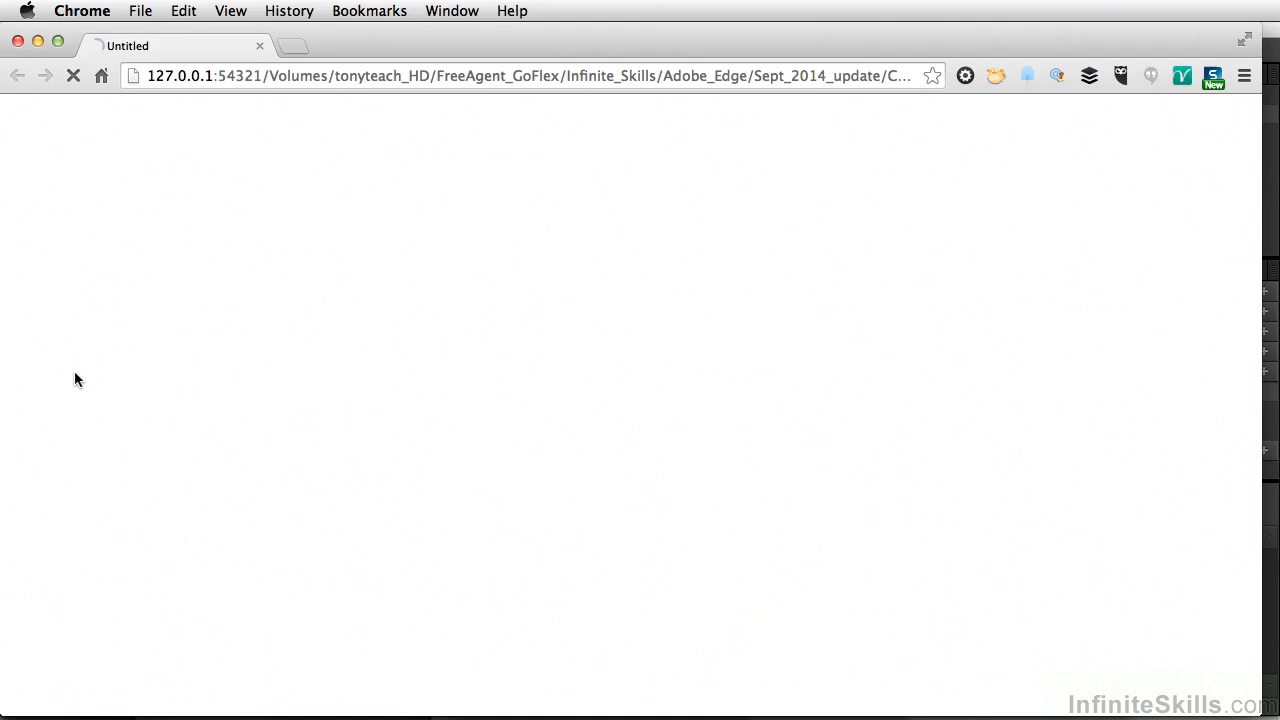 Chrome File Edit View History Bookmarks Window Help
Untitled
127.0.0.1:54321/Volumes/tonyteach_HD/FreeAgent_GoFlex/Infinite_Skills/Adobe_Edge/Sept_2014_update/C...
New
InfiniteSkills.com